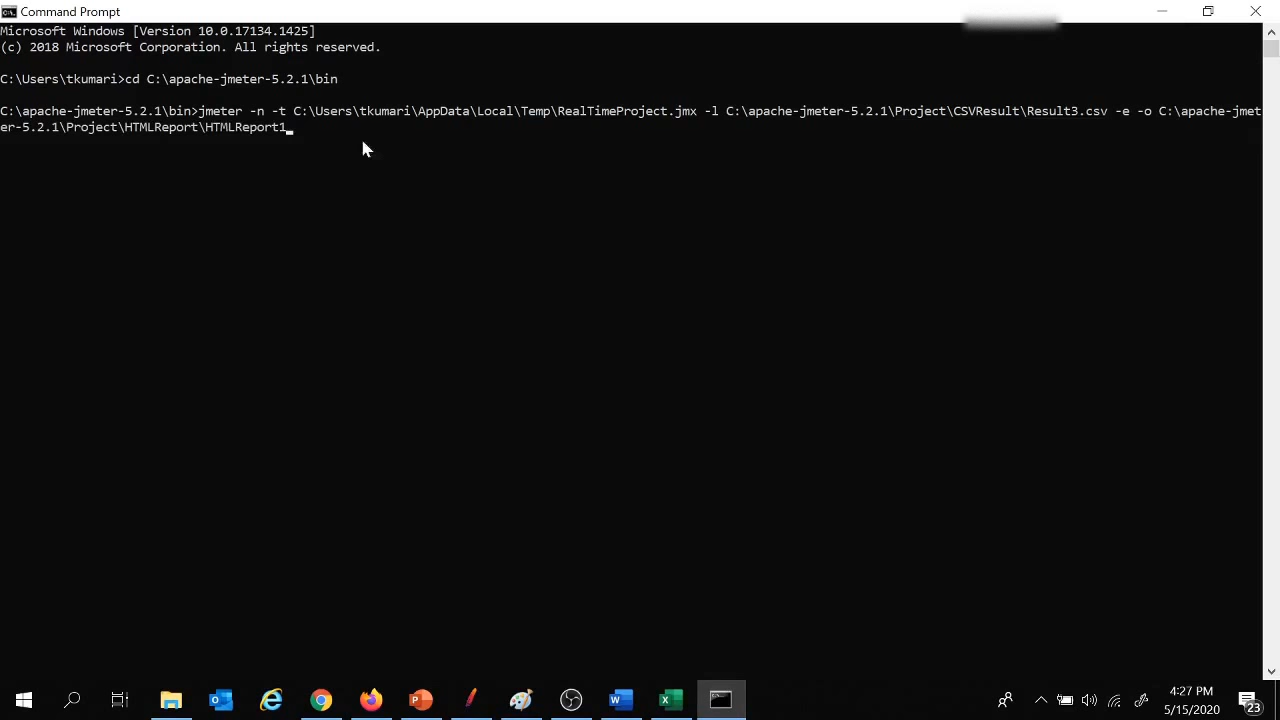 Command Prompt
Microsoft Windows [Version 10.0.17134.1425]
(c) 2018 Microsoft Corporation. All rights reserved.
C:\Users\tkumari>cd C:\apache-jmeter-5.2.1\bin
C:\apache-jmeter-5.2.1\bin>jmeter -n -t C:\Users\tkumari\AppData\Local\Temp\RealTimeProject.jmx -l C:\apache-jmeter-5.2.1\Project\CSVResult\Result3.csv -e -o C:\apache-jmet
er-5.2.1\Project\HTMLReport\HTMLReport1
4:27 PM
5/15/2020
23